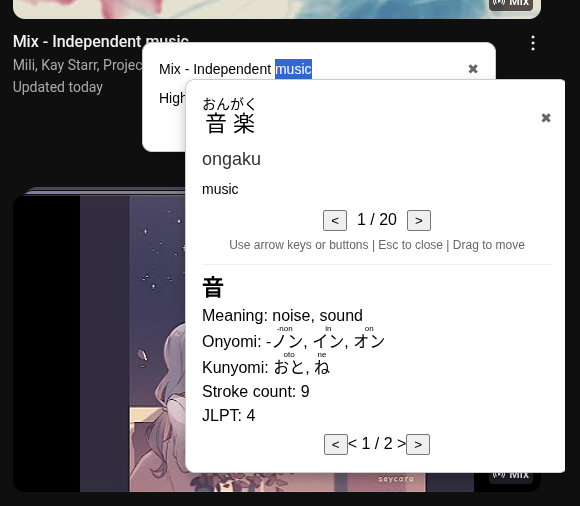 Mix
Mix - Independent music
Mili, Kay Starr, Projec
Updated today
Mix - Independent music
✖
High
おんがく
音楽
✖
ongaku
music
< 1 / 20 >
Use arrow keys or buttons | Esc to close | Drag to move
音
Meaning: noise, sound
-non in on
Onyomi: -ノン, イン, オン
oto ne
Kunyomi: おと, ね
Stroke count: 9
JLPT: 4
< < 1 / 2 > >
seycara
Mix